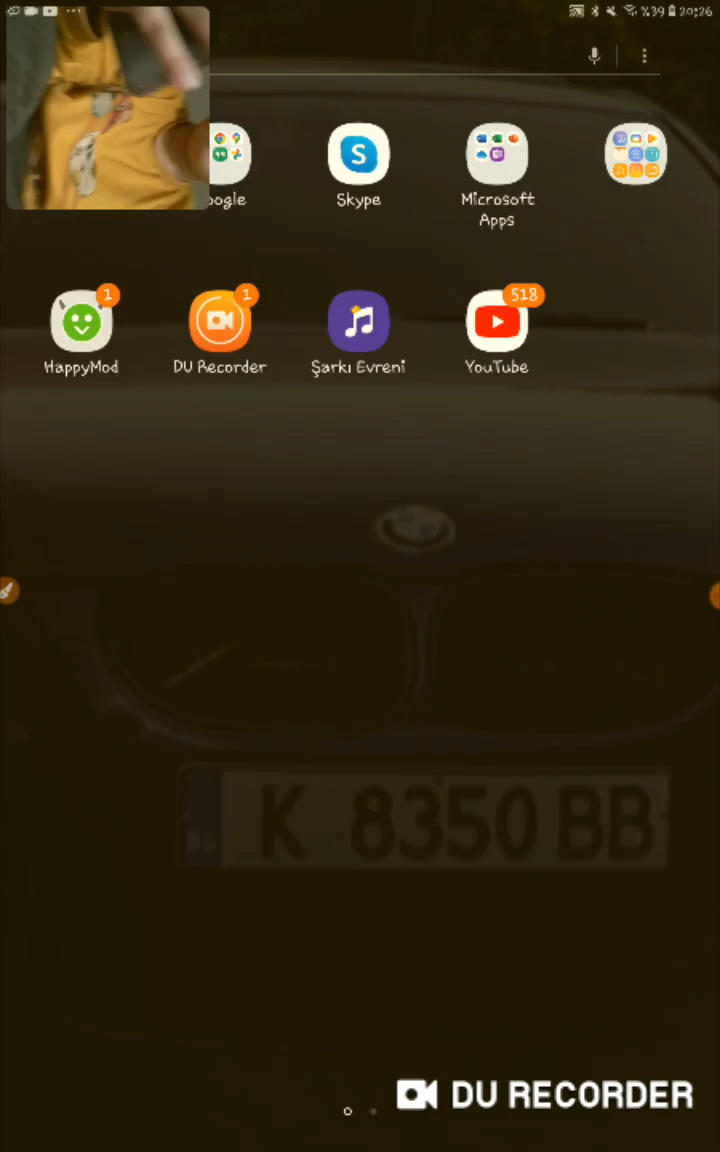 %39 20:26
oogle
Skype
Microsoft
Apps
1
1
518
HappyMod
DU Recorder
Şarkı Evreni
YouTube
K 8350 BB
DU RECORDER